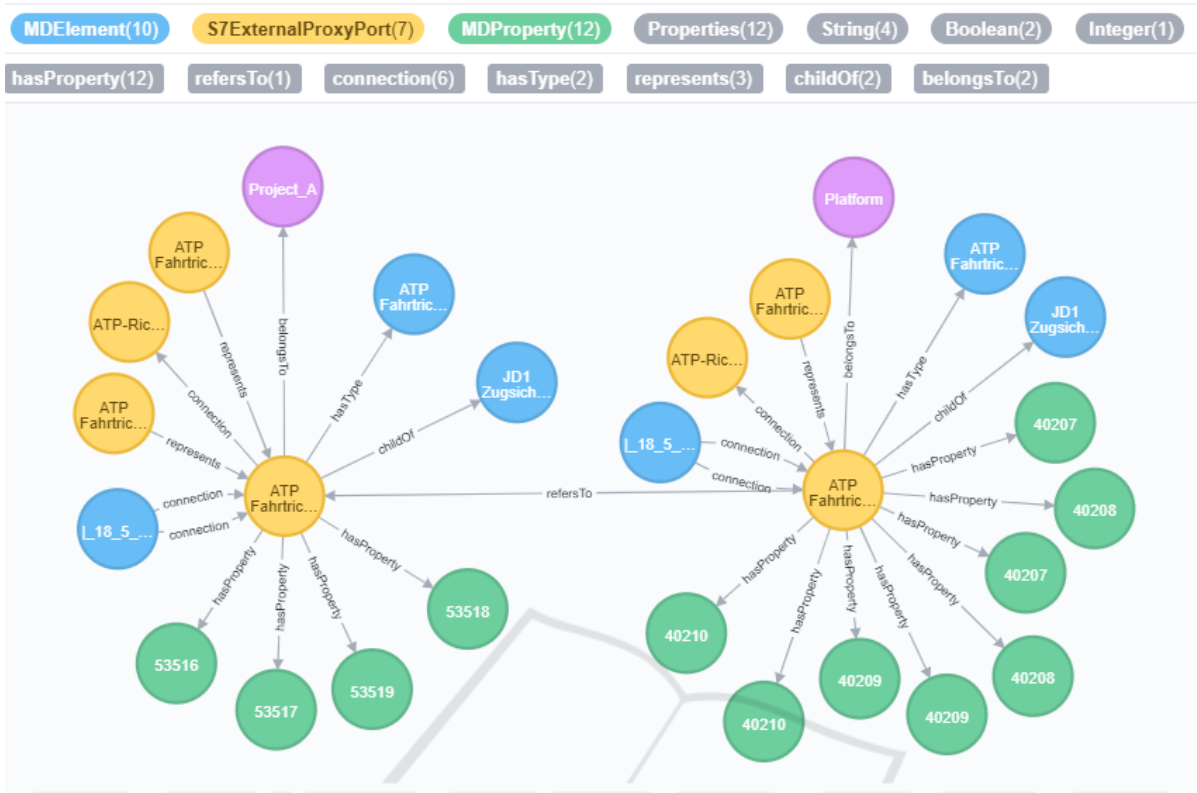 MDElement(10) S7ExternalProxyPort(7) MDProperty(12) Properties(12) String(4) Boolean(2) Integer(1)
hasProperty(12) refersTo(1) connection(6) hasType(2) represents(3) childOf(2) belongsTo(2)
Project_A
ATP
Fahrtric...
ATP
Fahrtric...
ATP-Ric...
ATP
Fahrtric...
JD1
Zugsich...
I_18_5_...
ATP
Fahrtric...
belongsTo
represents
connection
represents
hasType
childOf
connection
connection
hasProperty
hasProperty
hasProperty
hasProperty
53516
53517
53519
53518
refersTo
Platform
ATP
Fahrtric...
ATP
Fahrtric...
JD1
Zugsich...
ATP-Ric...
I_18_5_...
ATP
Fahrtric...
belongsTo
represents
hasType
childOf
connection
connection
connection
hasProperty
hasProperty
hasProperty
hasProperty
hasProperty
hasProperty
hasProperty
hasProperty
40207
40208
40207
40208
40209
40209
40210
40210